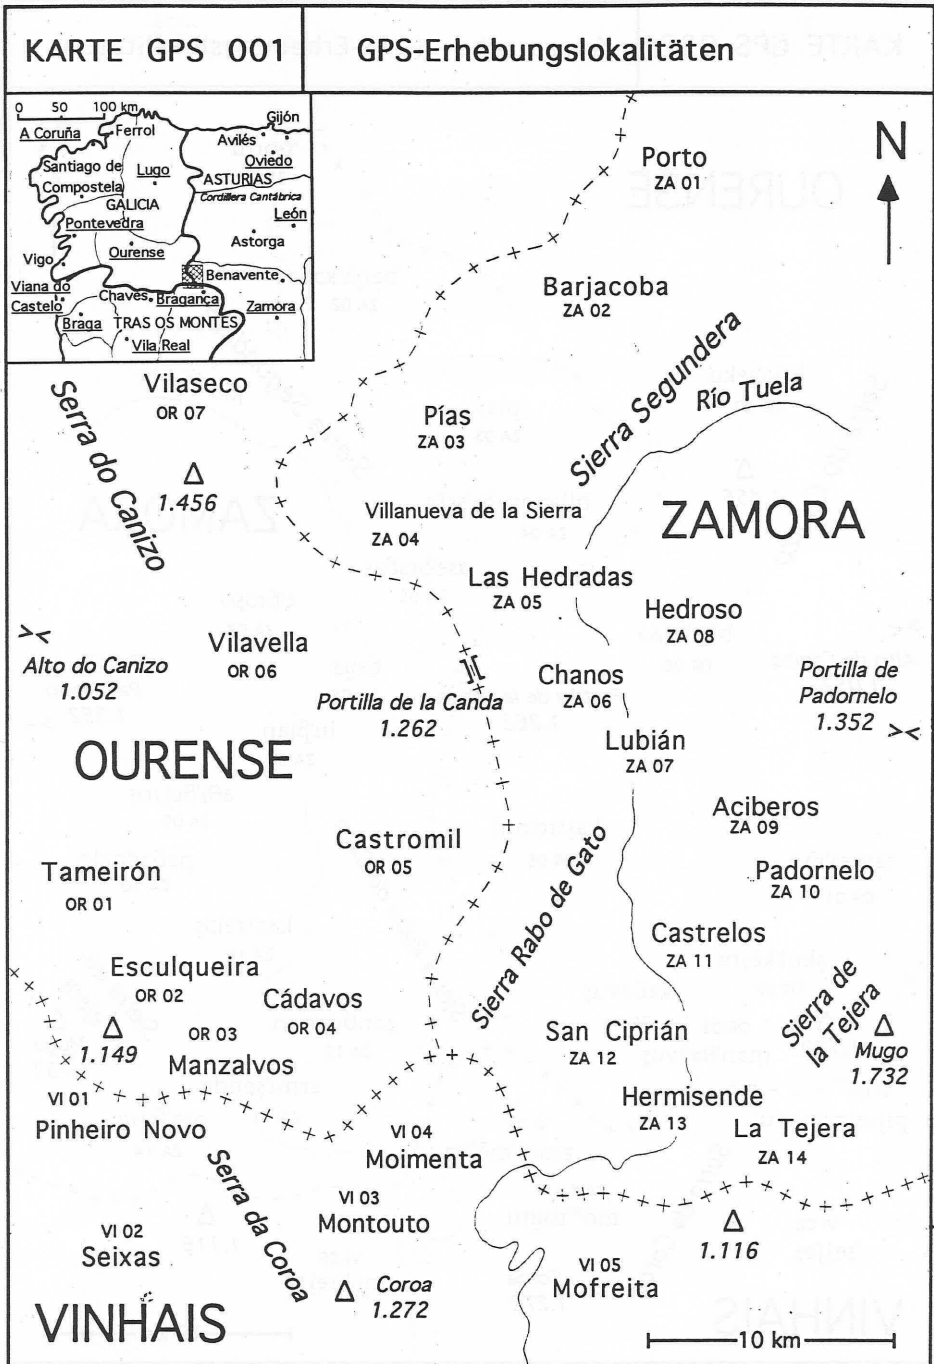 KARTE GPS 001
GPS-Erhebungslokalitäten
0 50 100 km
A Coruña
Ferrol
Gijón
Avilés
Oviedo
Santiago de
Compostela
Lugo
ASTURIAS
Cordillera Cantábrica
GALICIA
León
Pontevedra
Ourense
Astorga
Vigo
Benavente
Viana do
Castelo
Chaves
Bragança
Zamora
Braga
TRAS OS MONTES
Vila Real
N
Porto
ZA 01
Barjacoba
ZA 02
Sierra Segundera
Río Tuela
Vilaseco
OR 07
Serra do Canizo
1.456
Pías
ZA 03
Villanueva de la Sierra
ZA 04
ZAMORA
Las Hedradas
ZA 05
Hedroso
ZA 08
Vilavella
OR 06
Alto do Canizo
1.052
Portilla de la Canda
1.262
Chanos
ZA 06
Portilla de
Padornelo
1.352
Lubián
ZA 07
OURENSE
Aciberos
ZA 09
Castromil
OR 05
Padornelo
ZA 10
Tameirón
OR 01
Sierra Rabo de Gato
Castrelos
ZA 11
Esculqueira
OR 02
Cádavos
OR 04
OR 03
Manzalvos
1.149
San Ciprián
ZA 12
Sierra de
la Tejera
Mugo
1.732
VI 01
Pinheiro Novo
Hermisende
ZA 13
La Tejera
ZA 14
VI 04
Moimenta
Serra da Coroa
VI 03
Montouto
VI 02
Seixas
1.116
VI 05
Mofreita
Coroa
1.272
VINHAIS
10 km